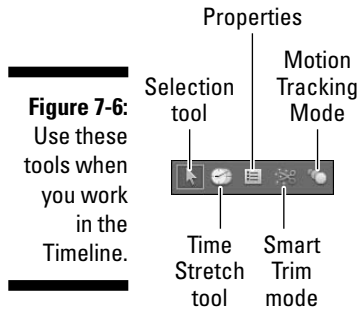 Properties
Motion
Tracking
Mode
Selection
tool
Figure 7-6:
Use these
tools when
you work
in the
Timeline.
Time
Stretch
tool
Smart
Trim
mode